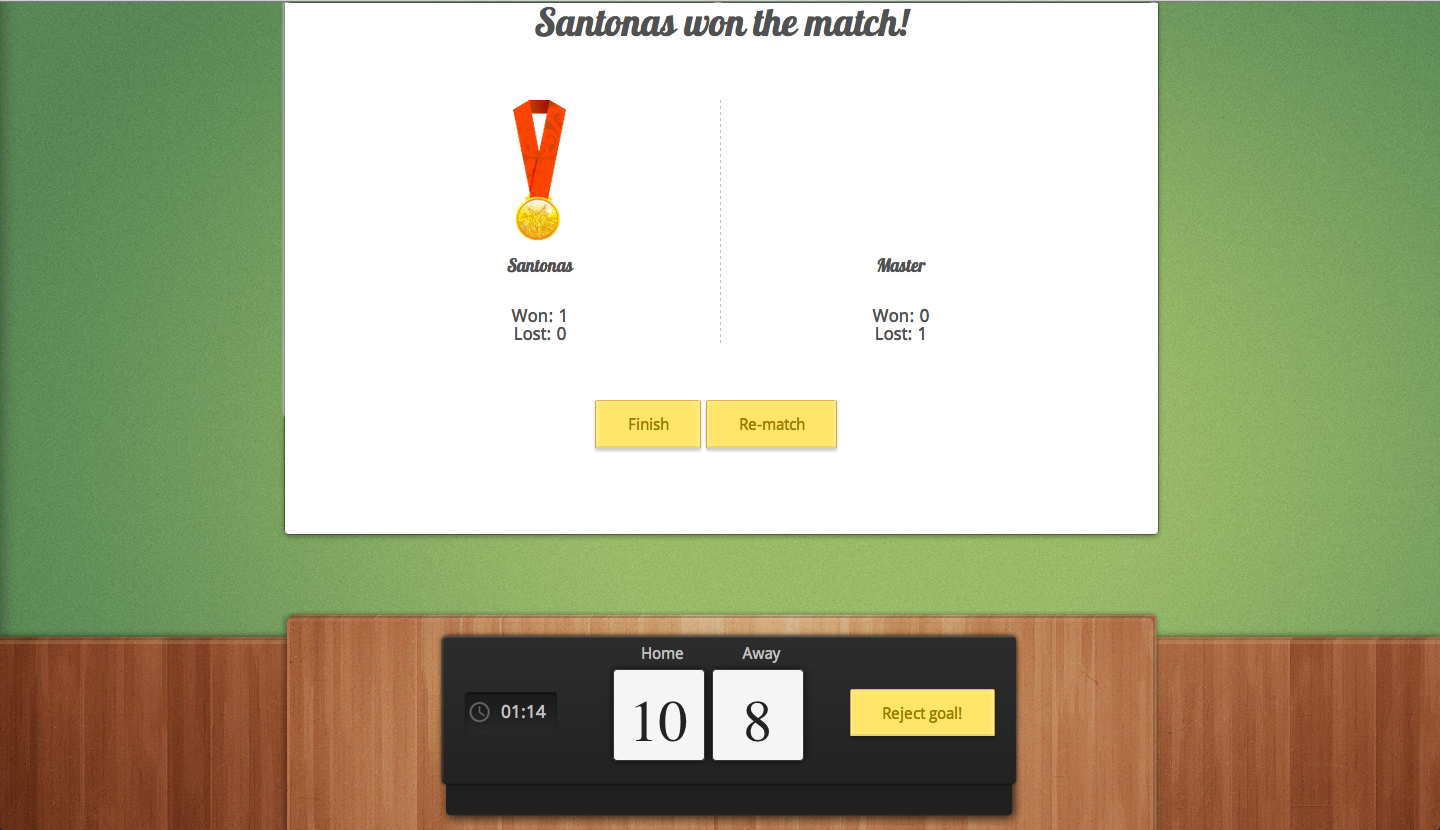 Santonas won the match!
Santonas
Won: 1
Lost: 0
Master
Won: 0
Lost: 1
Finish
Re-match
Home
Away
01:14
10
8
Reject goal!